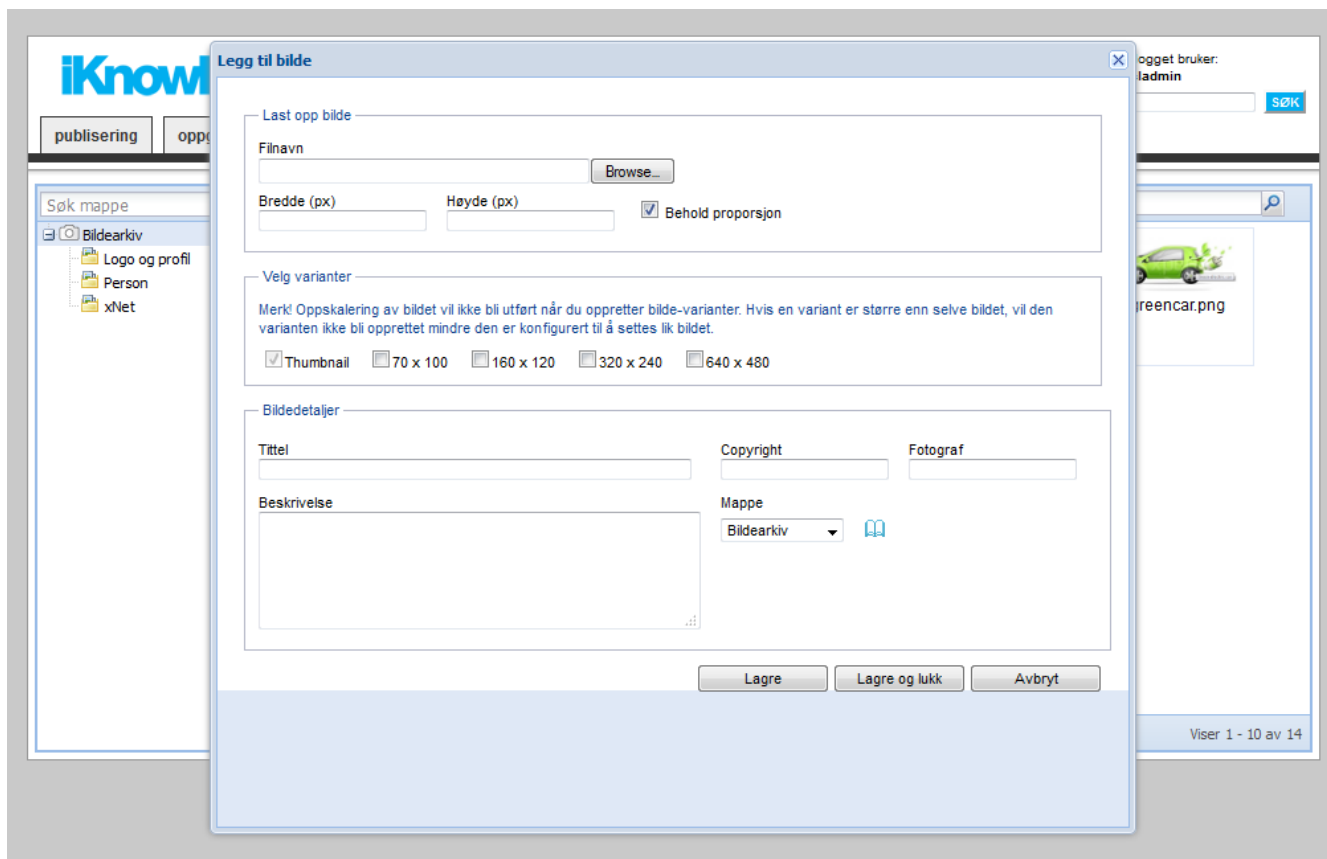 iKnowl
ogget bruker:
ladmin
SØK
publisering
oppg
Søk mappe
Bildearkiv
Logo og profil
Person
xNet
Legg til bilde
Last opp bilde
Filnavn
Browse...
Bredde (px) Høyde (px)
Behold proporsjon
Velg varianter
Merk! Oppskalering av bildet vil ikke bli utført når du oppretter bilde-varianter. Hvis en variant er større enn selve bildet, vil den
varianten ikke bli opprettet mindre den er konfigurert til å settes lik bildet.
Thumbnail 70 x 100 160 x 120 320 x 240 640 x 480
Bildedetaljer
Tittel Copyright Fotograf
Beskrivelse Mappe
Bildearkiv
Lagre Lagre og lukk Avbryt
greencar.png
Viser 1 - 10 av 14